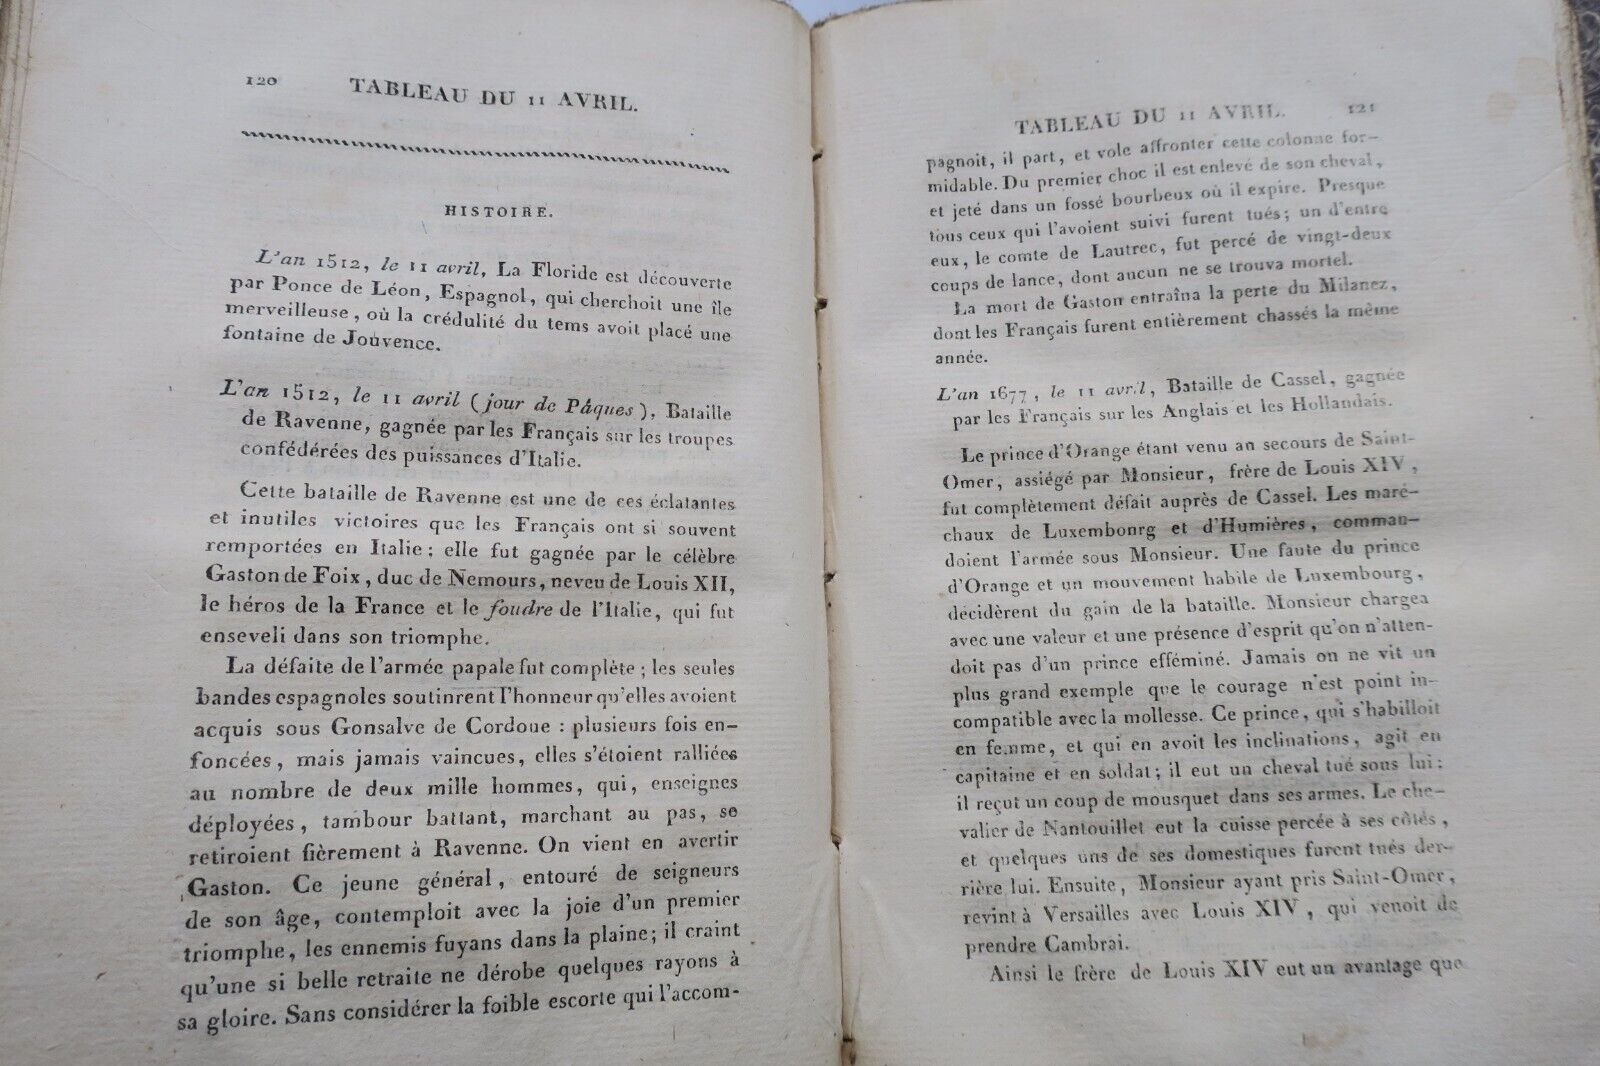 120
TABLEAU DU 11 AVRIL.
HISTOIRE.
L'an 1512, le 11 avril, La Floride est découverte
par Ponce de Léon, Espagnol, qui cherchoit une île
merveilleuse, où la crédulité du tems avoit placé une
fontaine de Jouvence.
L'an 1512, le 11 avril (jour de Pâques), Bataille
de Ravenne, gagnée par les Français sur les troupes
confédérées des puissances d'Italie.
Cette bataille de Ravenne est une de ces éclatantes
et inutiles victoires que les Français ont si souvent
remportées en Italie; elle fut gagnée par le célèbre
Gaston de Foix, duc de Nemours, neveu de Louis XII,
le héros de la France et le foudre de l'Italie, qui fut
enseveli dans son triomphe.
La défaite de l'armée papale fut complète; les seules
bandes espagnoles soutinrent l'honneur qu'elles avoient
acquis sous Gonsalve de Cordoue : plusieurs fois en-
foncées, mais jamais vaincues, elles s'étoient ralliées
au nombre de deux mille hommes, qui, enseignes
déployées, tambour battant, marchant au pas, se
retiroient fièrement à Ravenne. On vient en avertir
Gaston. Ce jeune général, entouré de seigneurs
de son âge, contemploit avec la joie d'un premier
triomphe, les ennemis fuyans dans la plaine; il craint
qu'une si belle retraite ne dérobe quelques rayons à
sa gloire. Sans considérer la foible escorte qui l'accom-
TABLEAU DU 11 AVRIL. 121
pagnoit, il part, et vole affronter cette colonne for-
midable. Du premier choc il est enlevé de son cheval,
et jeté dans un fossé bourbeux où il expire. Presque
tous ceux qui l'avoient suivi furent tués; un d'entre
eux, le comte de Lautrec, fut percé de vingt-deux
coups de lance, dont aucun ne se trouva mortel.
La mort de Gaston entraîna la perte du Milanez,
dont les Français furent entièrement chassés la même
année.
L'an 1677, le 11 avril, Bataille de Cassel, gagnée
par les Français sur les Anglais et les Hollandais.
Le prince d'Orange étant venu au secours de Saint-
Omer, assiégé par Monsieur, frère de Louis XIV,
fut complètement défait auprès de Cassel. Les maré-
chaux de Luxembonrg et d'Humières, comman-
doient l'armée sous Monsieur. Une faute du prince
d'Orange et un mouvement habile de Luxembourg,
décidèrent du gain de la bataille. Monsieur chargea
avec une valeur et une présence d'esprit qu'on n'atten-
doit pas d'un prince efféminé. Jamais on ne vit un
plus grand exemple que le courage n'est point in-
compatible avec la mollesse. Ce prince, qui s'habilloit
en femme, et qui en avoit les inclinations, agit en
capitaine et en soldat; il eut un cheval tué sous lui;
il reçut un coup de mousquet dans ses armes. Le che-
valier de Nantouillet eut la cuisse percée à ses côtés,
et quelques uns de ses domestiques furent tués der-
rière lui. Ensuite, Monsieur ayant pris Saint-Omer,
revint à Versailles avec Louis XIV, qui venoit de
prendre Cambrai.
Ainsi le frère de Louis XIV eut un avantage que